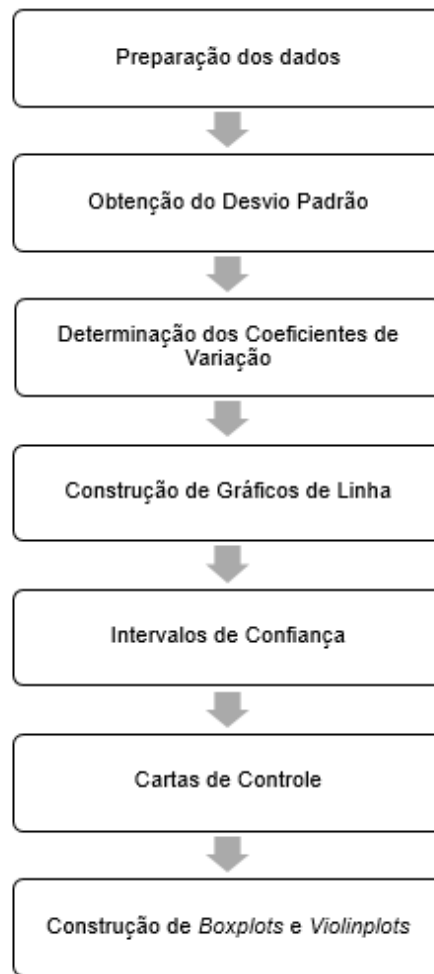 Preparação dos dados
Obtenção do Desvio Padrão
Determinação dos Coeficientes de
Variação
Construção de Gráficos de Linha
Intervalos de Confiança
Cartas de Controle
Construção de Boxplots e Violinplots